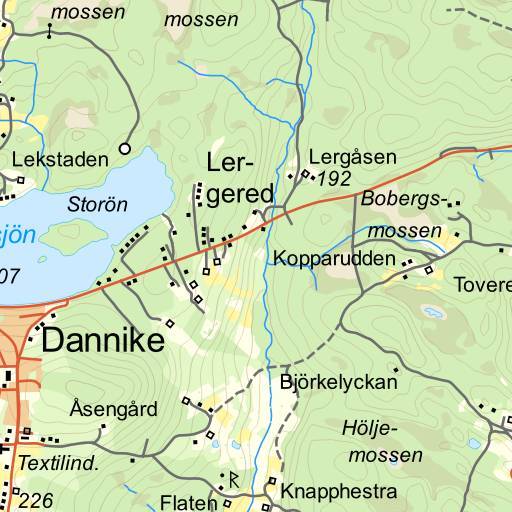 mossen
mossen
Lekstaden
Ler-
gered
Lergåsen
192
Storön
Bobergs-
mossen
sjön
07
Kopparudden
Tovere
Dannike
Björkelyckan
Åsengård
Hölje-
mossen
Textilind.
226
Flaten
R
Knapphestra